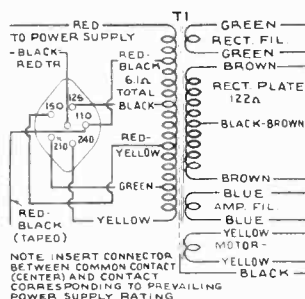 T1
RED
TO POWER SUPPLY
BLACK-
RED TR
RED-
BLACK
6.1Ω
TOTAL
BLACK
125
150
110
210
240
RED-
YELLOW
GREEN
YELLOW
RED-
BLACK
(TAPED)
GREEN
RECT. FIL.
GREEN
BROWN
RECT. PLATE
122Ω
BLACK-BROWN
BROWN
BLUE
AMP. FIL.
BLUE
YELLOW
MOTOR-
YELLOW
BLACK
NOTE INSERT CONNECTOR
BETWEEN COMMON CONTACT
(CENTER) AND CONTACT
CORRESPONDING TO PREVAILING
POWER SUPPLY RATING